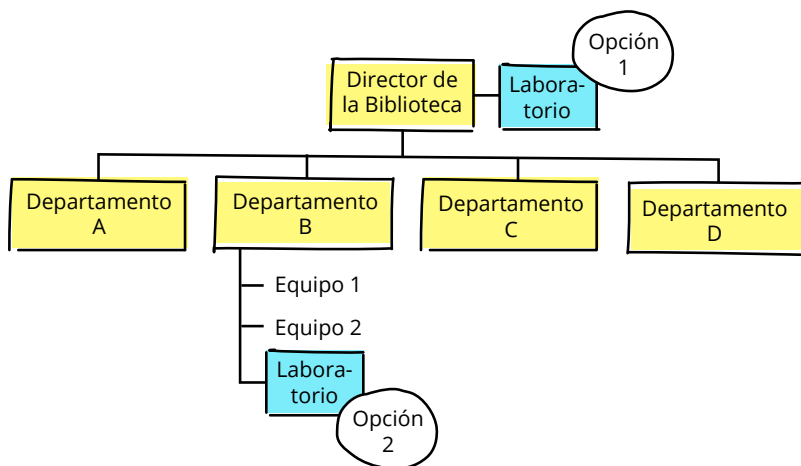 Opción
1
Director de
la Biblioteca
Labora-
torio
Departamento
A
Departamento
B
Departamento
C
Departamento
D
Equipo 1
Equipo 2
Labora-
torio
Opción
2